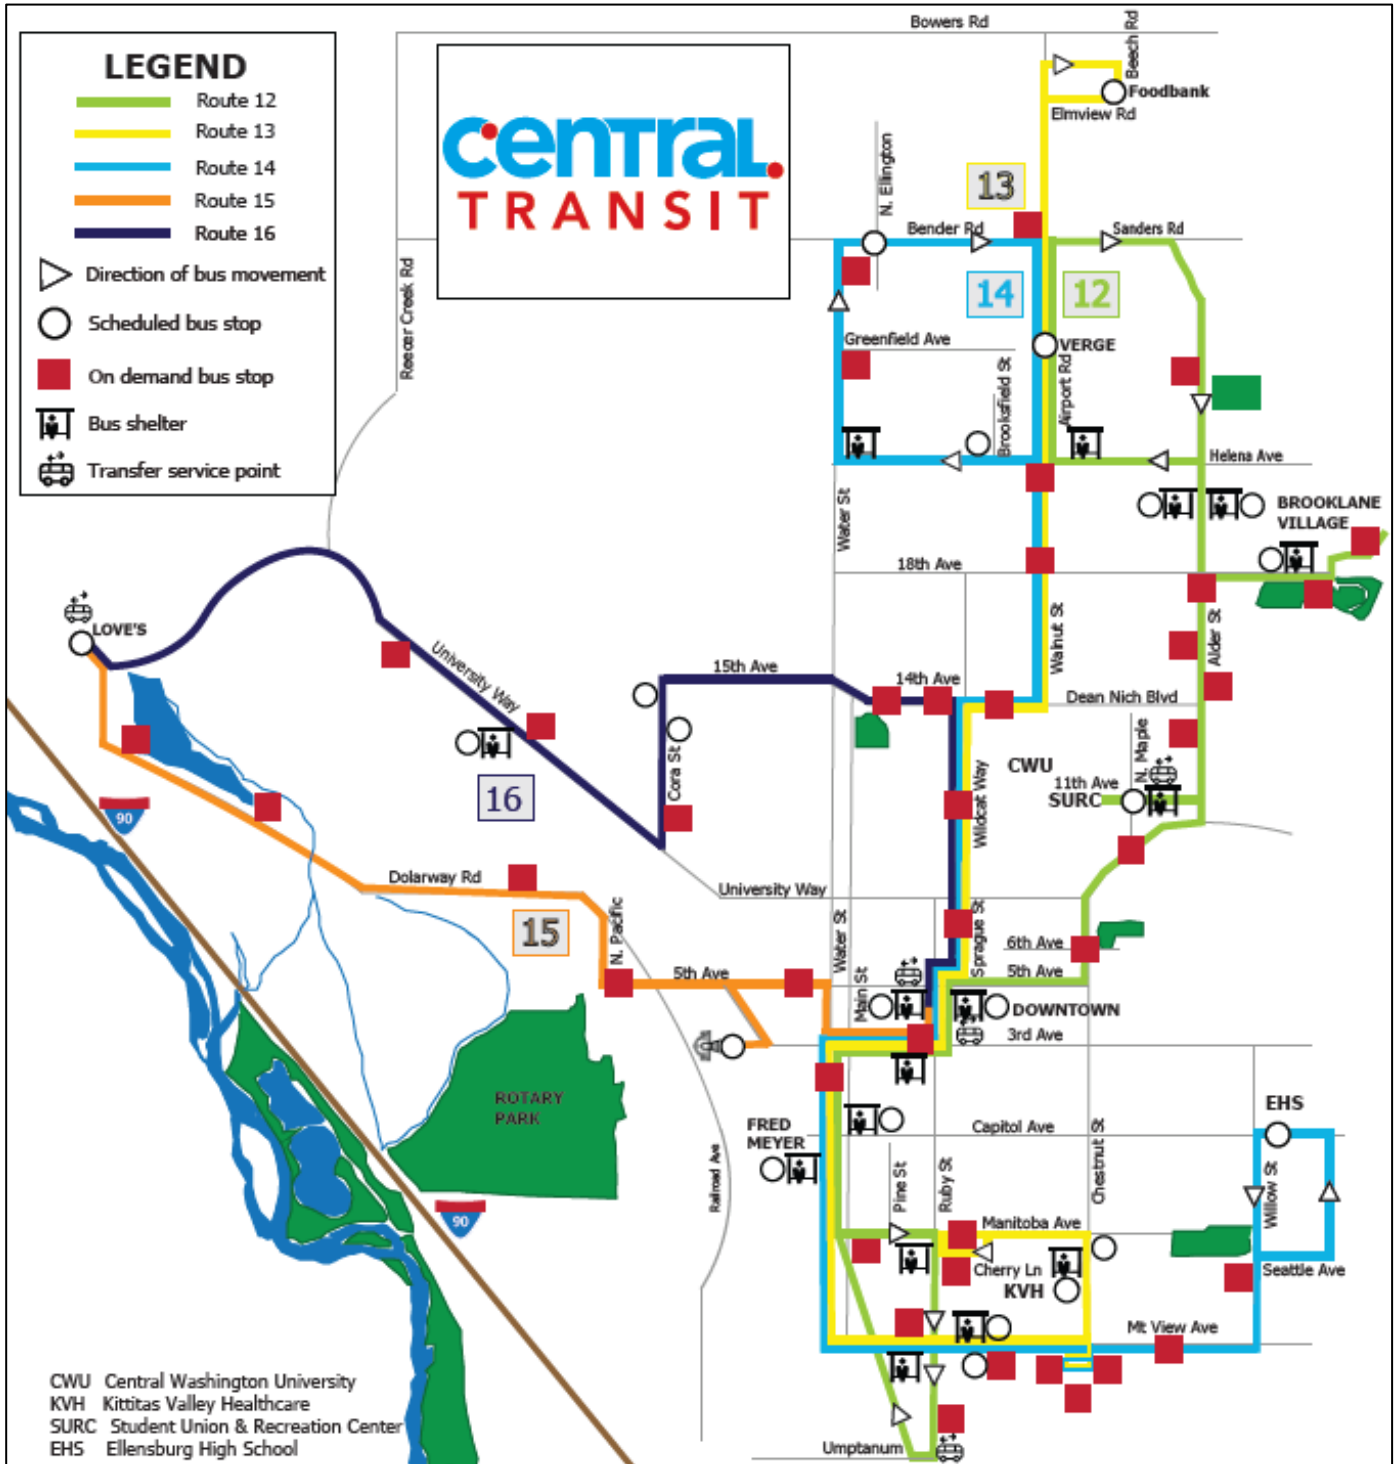 LEGEND
Route 12
Route 13
Route 14
Route 15
Route 16
Direction of bus movement
Scheduled bus stop
On demand bus stop
Bus shelter
Transfer service point
CENTRAL
TRANSIT
Bowers Rd
Beech Rd
Foodbank
Elmview Rd
N. Ellington
13
Bender Rd
Sanders Rd
Reecer Creek Rd
14
12
Greenfield Ave
VERGE
Brooksfield St
Airport Rd
Helena Ave
Water St
BROOKLANE
VILLAGE
18th Ave
LOVE'S
University Way
15th Ave
14th Ave
Walnut St
Alder St
Dean Nich Blvd
Cora St
N. Maple
CWU
11th Ave
SURC
16
Wildcat Way
90
Dolarway Rd
University Way
15
N. Pacific
Water St
Sprague St
6th Ave
5th Ave
5th Ave
Main St
DOWNTOWN
3rd Ave
ROTARY
PARK
EHS
FRED
MEYER
Capitol Ave
Railroad Ave
Pine St
Ruby St
Chestnut St
Willow St
90
Manitoba Ave
Cherry Ln
KVH
Seattle Ave
Mt View Ave
Umptanum
CWU Central Washington University
KVH Kittitas Valley Healthcare
SURC Student Union & Recreation Center
EHS Ellensburg High School